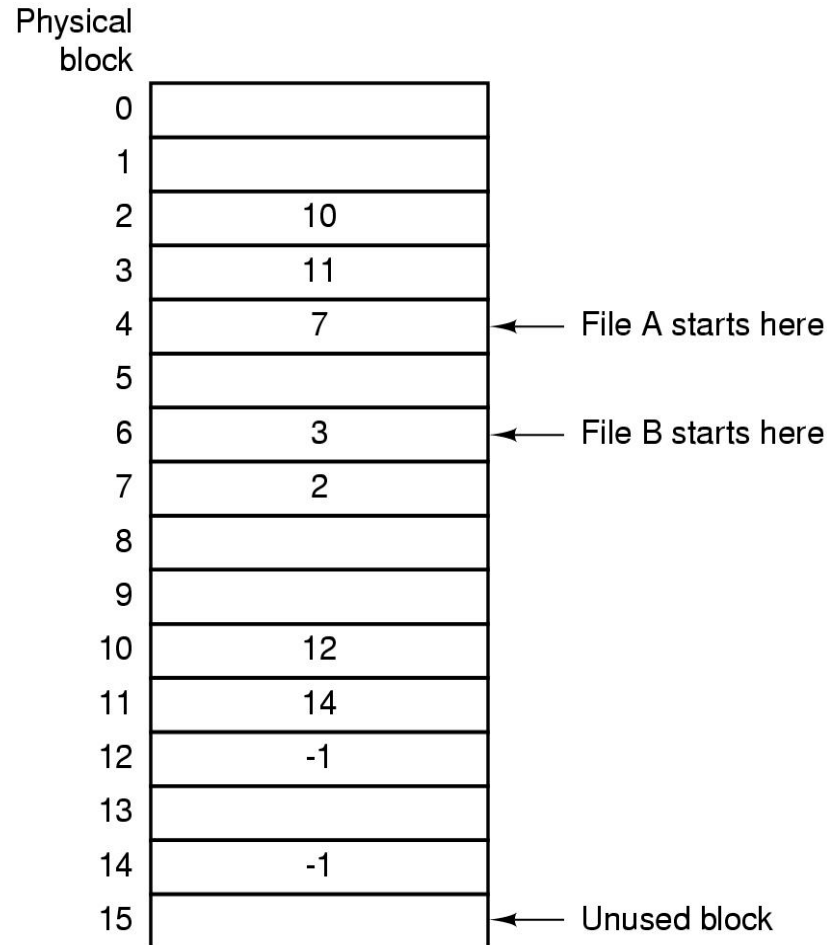 Physical
block
0
1
2 10
3 11
4 7 File A starts here
5
6 3 File B starts here
7 2
8
9
10 12
11 14
12 -1
13
14 -1
15 Unused block